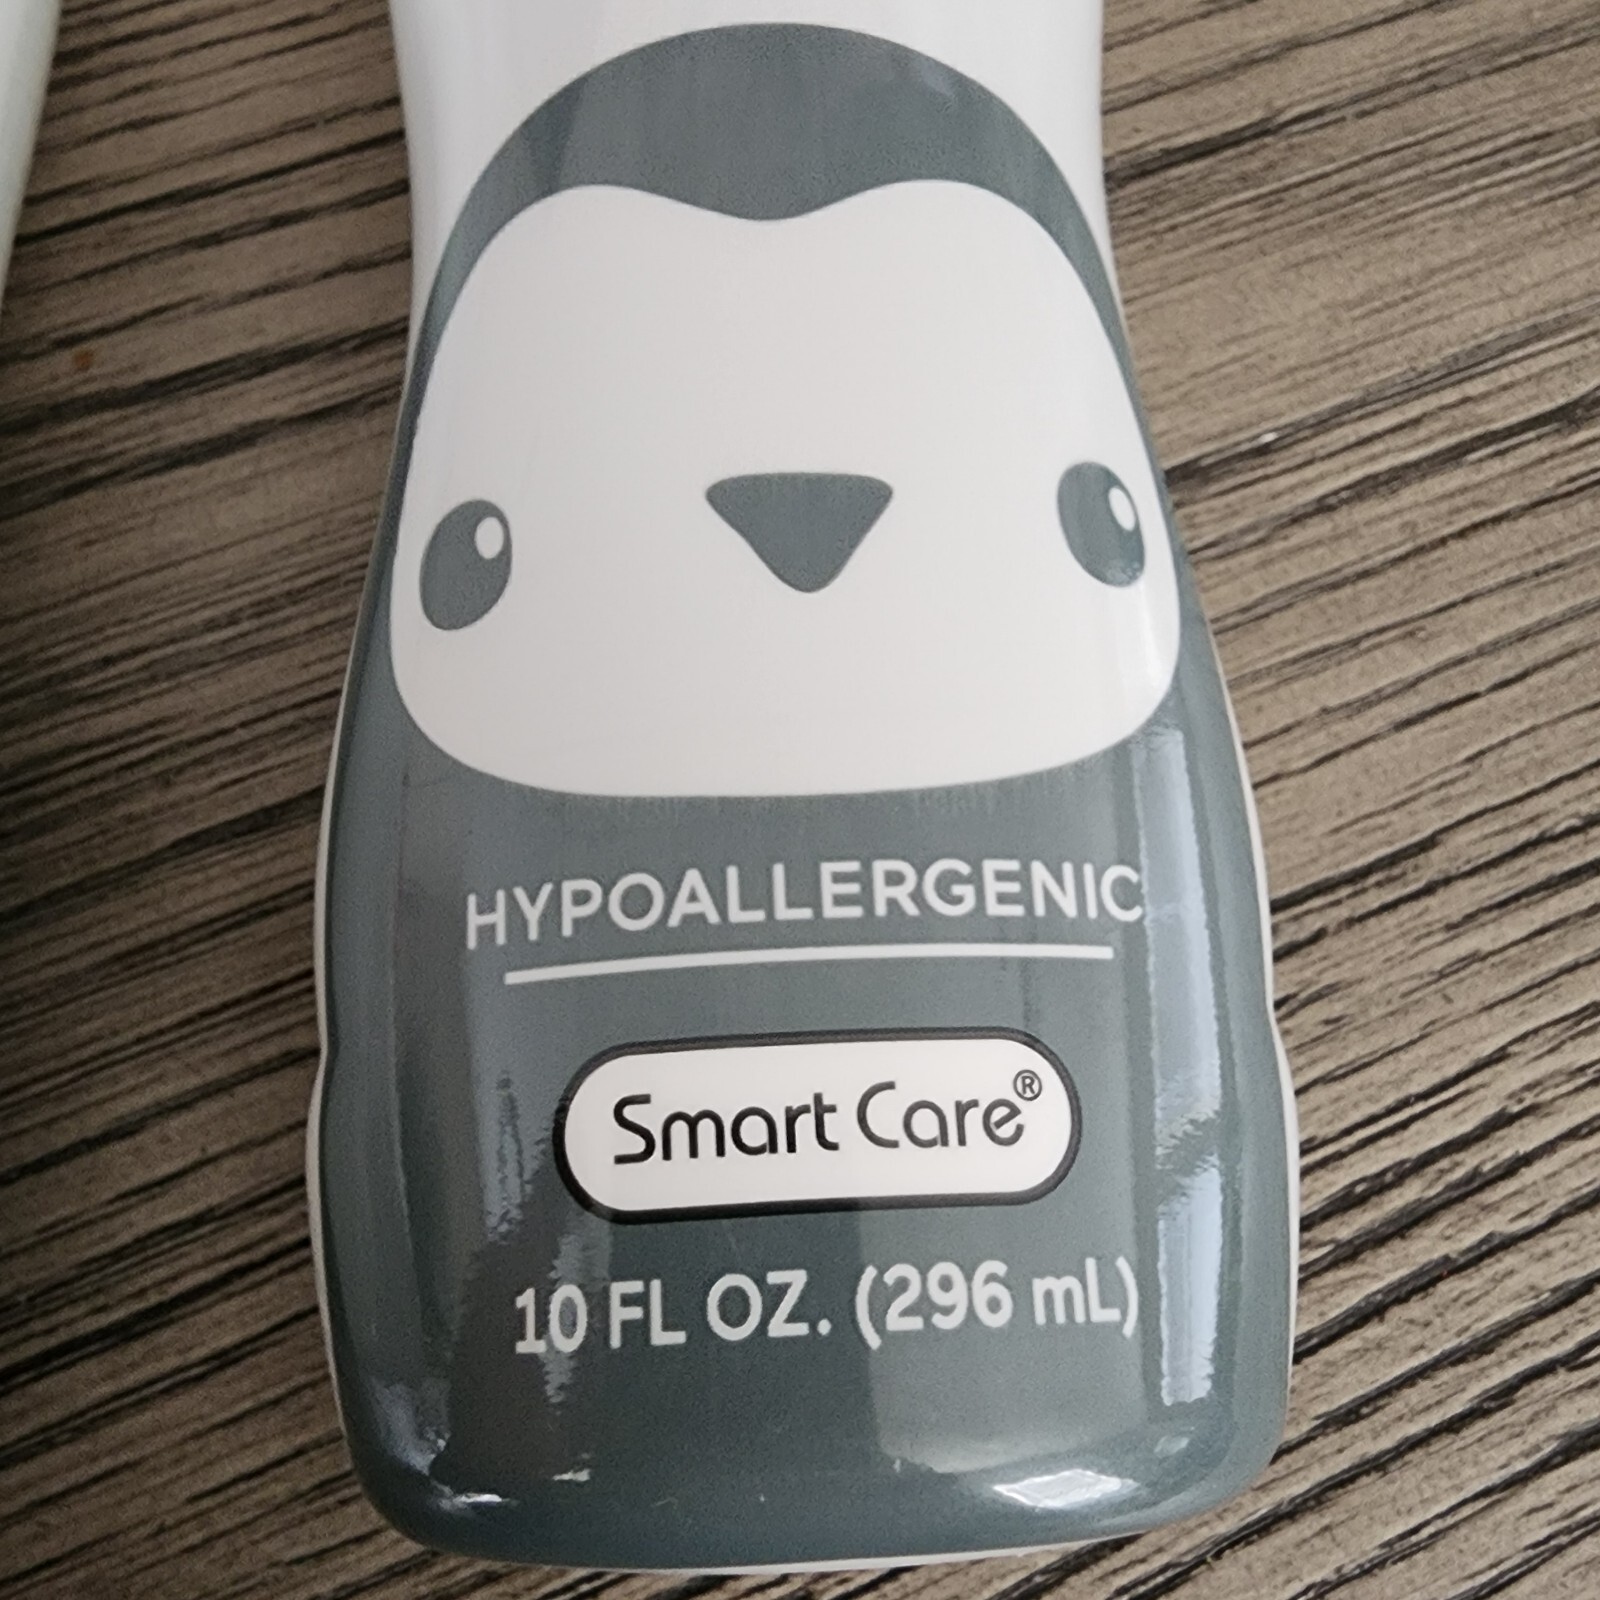 HYPOALLERGENIC
Smart Care®
10 FL OZ. (296 mL)